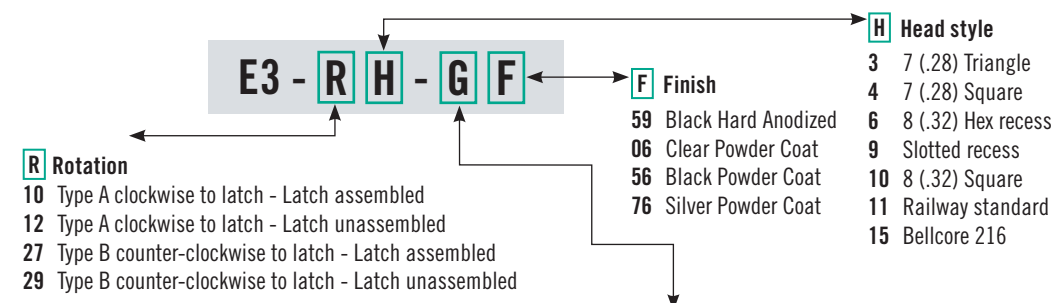 E3 - R H - G F
H Head style
3 7 (.28) Triangle
4 7 (.28) Square
6 8 (.32) Hex recess
9 Slotted recess
10 8 (.32) Square
11 Railway standard
15 Bellcore 216
F Finish
59 Black Hard Anodized
06 Clear Powder Coat
56 Black Powder Coat
76 Silver Powder Coat
R Rotation
10 Type A clockwise to latch - Latch assembled
12 Type A clockwise to latch - Latch unassembled
27 Type B counter-clockwise to latch - Latch assembled
29 Type B counter-clockwise to latch - Latch unassembled